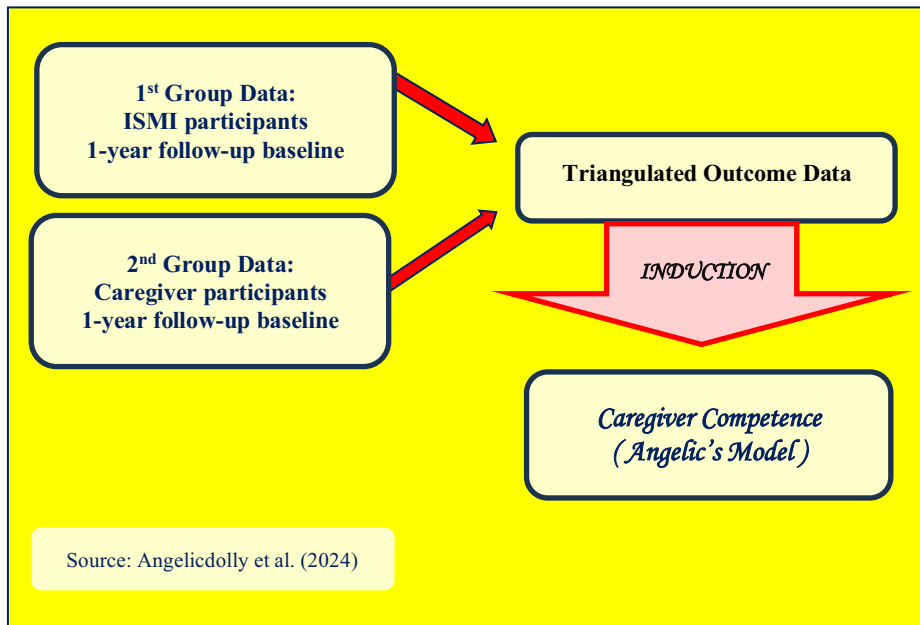 1st Group Data:
ISMI participants
1-year follow-up baseline
2nd Group Data:
Caregiver participants
1-year follow-up baseline
Triangulated Outcome Data
INDUCTION
Caregiver Competence
( Angelic’s Model )
Source: Angelicdolly et al. (2024)